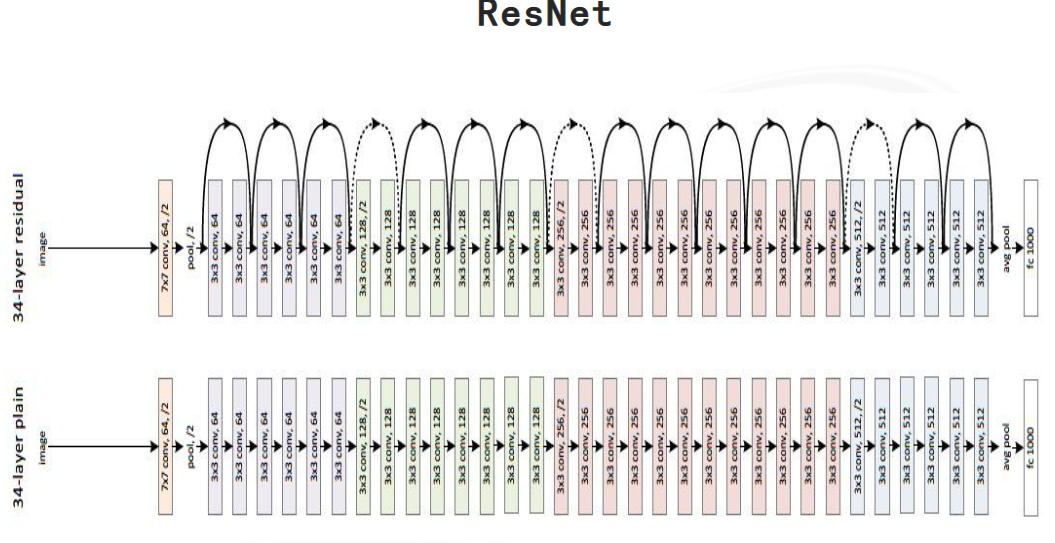 ResNet
34-layer residual
image
7x7 conv, 64, /2
pool, /2
3x3 conv, 64
3x3 conv, 64
3x3 conv, 64
3x3 conv, 64
3x3 conv, 64
3x3 conv, 64
3x3 conv, 128, /2
3x3 conv, 128
3x3 conv, 128
3x3 conv, 128
3x3 conv, 128
3x3 conv, 128
3x3 conv, 128
3x3 conv, 128
3x3 conv, 256, /2
3x3 conv, 256
3x3 conv, 256
3x3 conv, 256
3x3 conv, 256
3x3 conv, 256
3x3 conv, 256
3x3 conv, 256
3x3 conv, 256
3x3 conv, 256
3x3 conv, 256
3x3 conv, 256
3x3 conv, 512, /2
3x3 conv, 512
3x3 conv, 512
3x3 conv, 512
3x3 conv, 512
3x3 conv, 512
avg pool
fc 1000
34-layer plain
image
7x7 conv, 64, /2
pool, /2
3x3 conv, 64
3x3 conv, 64
3x3 conv, 64
3x3 conv, 64
3x3 conv, 64
3x3 conv, 64
3x3 conv, 128, /2
3x3 conv, 128
3x3 conv, 128
3x3 conv, 128
3x3 conv, 128
3x3 conv, 128
3x3 conv, 128
3x3 conv, 128
3x3 conv, 256, /2
3x3 conv, 256
3x3 conv, 256
3x3 conv, 256
3x3 conv, 256
3x3 conv, 256
3x3 conv, 256
3x3 conv, 256
3x3 conv, 256
3x3 conv, 256
3x3 conv, 256
3x3 conv, 256
3x3 conv, 512, /2
3x3 conv, 512
3x3 conv, 512
3x3 conv, 512
3x3 conv, 512
3x3 conv, 512
avg pool
fc 1000